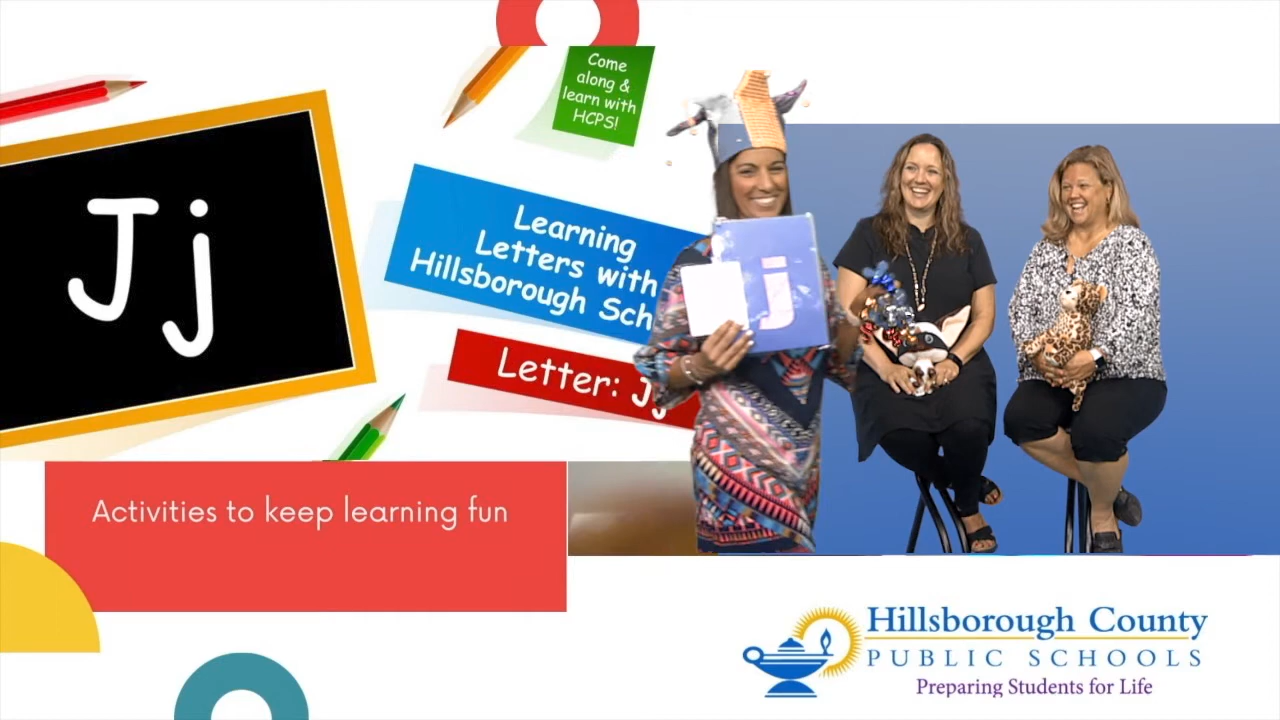 Come
along &
learn with
HCPS!
Jj
Learning
Letters with
Hillsborough Sch
Letter: Jj
j
Activities to keep learning fun
Hillsborough County
PUBLIC SCHOOLS
Preparing Students for Life